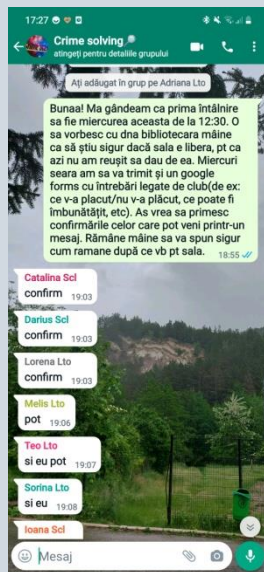 17:27
Crime solving
atingeți pentru detaliile grupului
Ați adăugat în grup pe Adriana Lto
Bunaa! Ma gândeam ca prima întâlnire
sa fie miercurea aceasta de la 12:30. O
sa vorbesc cu dna bibliotecara mâine
ca să știu sigur dacă sala e libera, pt ca
azi nu am reușit sa dau de ea. Miercuri
seara am sa va trimit și un google
forms cu întrebări legate de club(de ex:
ce v-a placut/nu v-a plăcut, ce poate fi
îmbunătățit, etc). As vrea sa primesc
confirmările celor care pot veni printr-un
mesaj. Rămâne mâine sa va spun sigur
cum ramane după ce vb pt sala.
18:55
Catalina Scl
confirm 19:03
Darius Scl
confirm 19:03
Lorena Lto
confirm 19:03
Melis Lto
pot 19:06
Teo Lto
si eu pot 19:07
Sorina Lto
si eu 19:08
Ioana Scl
Mesaj